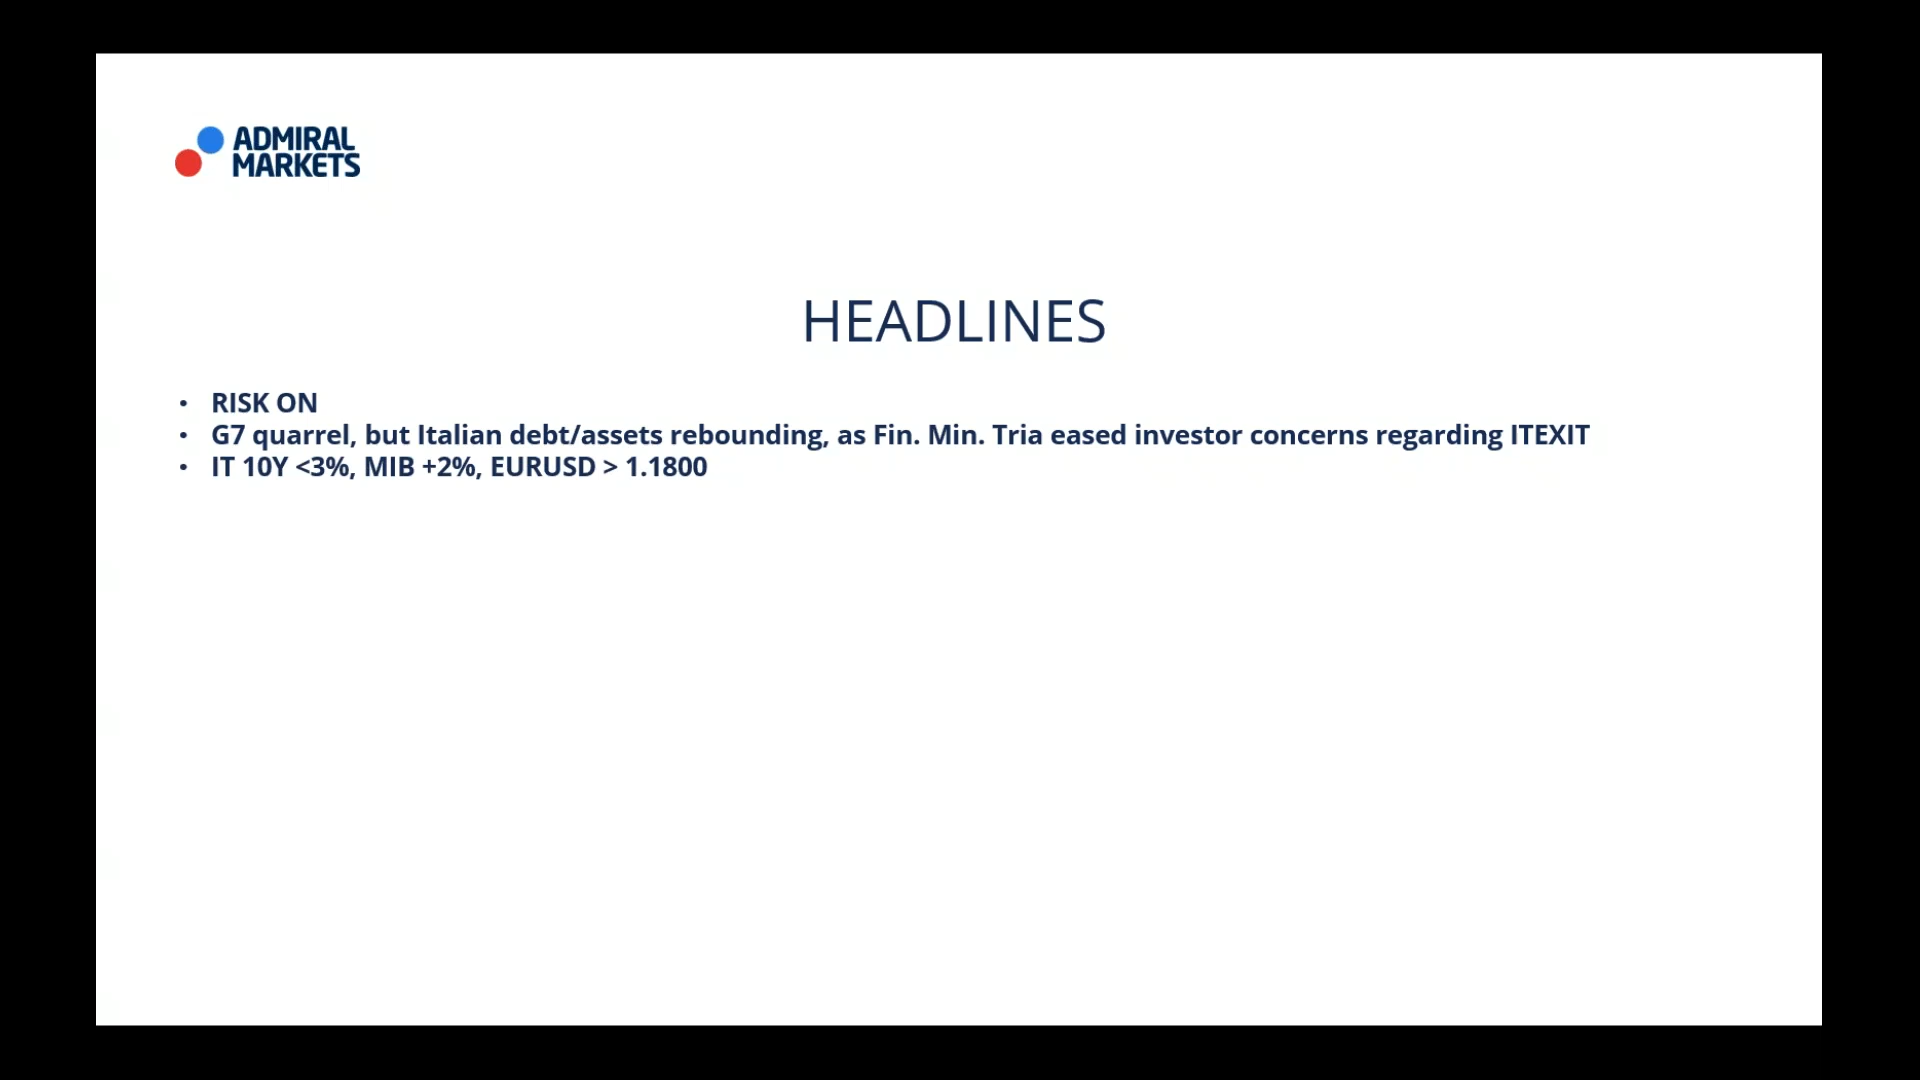 ADMIRAL
MARKETS
HEADLINES
• RISK ON
• G7 quarrel, but Italian debt/assets rebounding, as Fin. Min. Tria eased investor concerns regarding ITEXIT
• IT 10Y <3%, MIB +2%, EURUSD > 1.1800